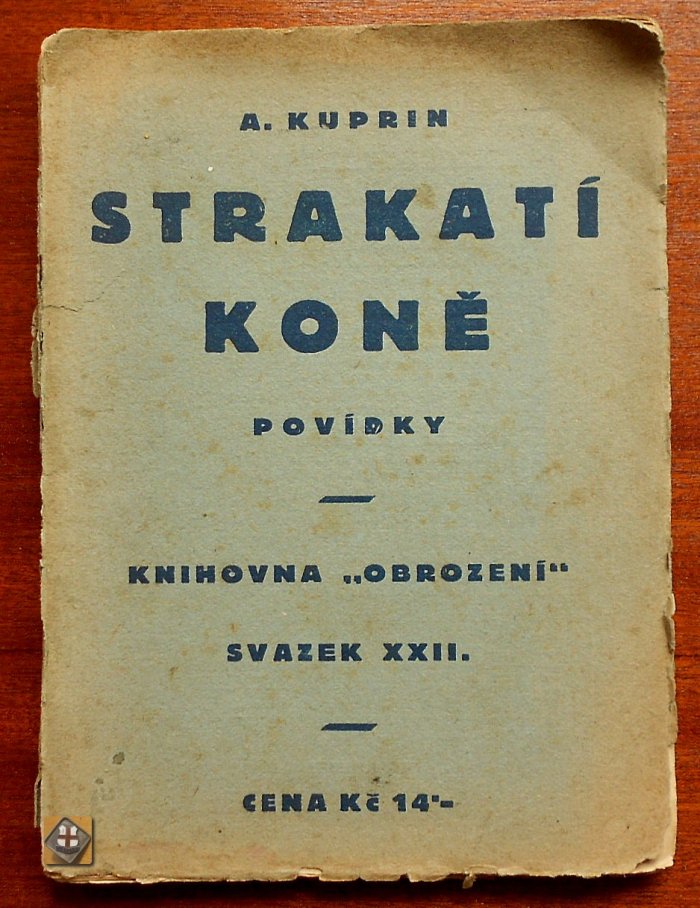 A. KUPRIN
STRAKATÍ
KONĚ
POVÍDKY
KNIHOVNA „OBROZENÍ“
SVAZEK XXII.
CENA Kč 14'-